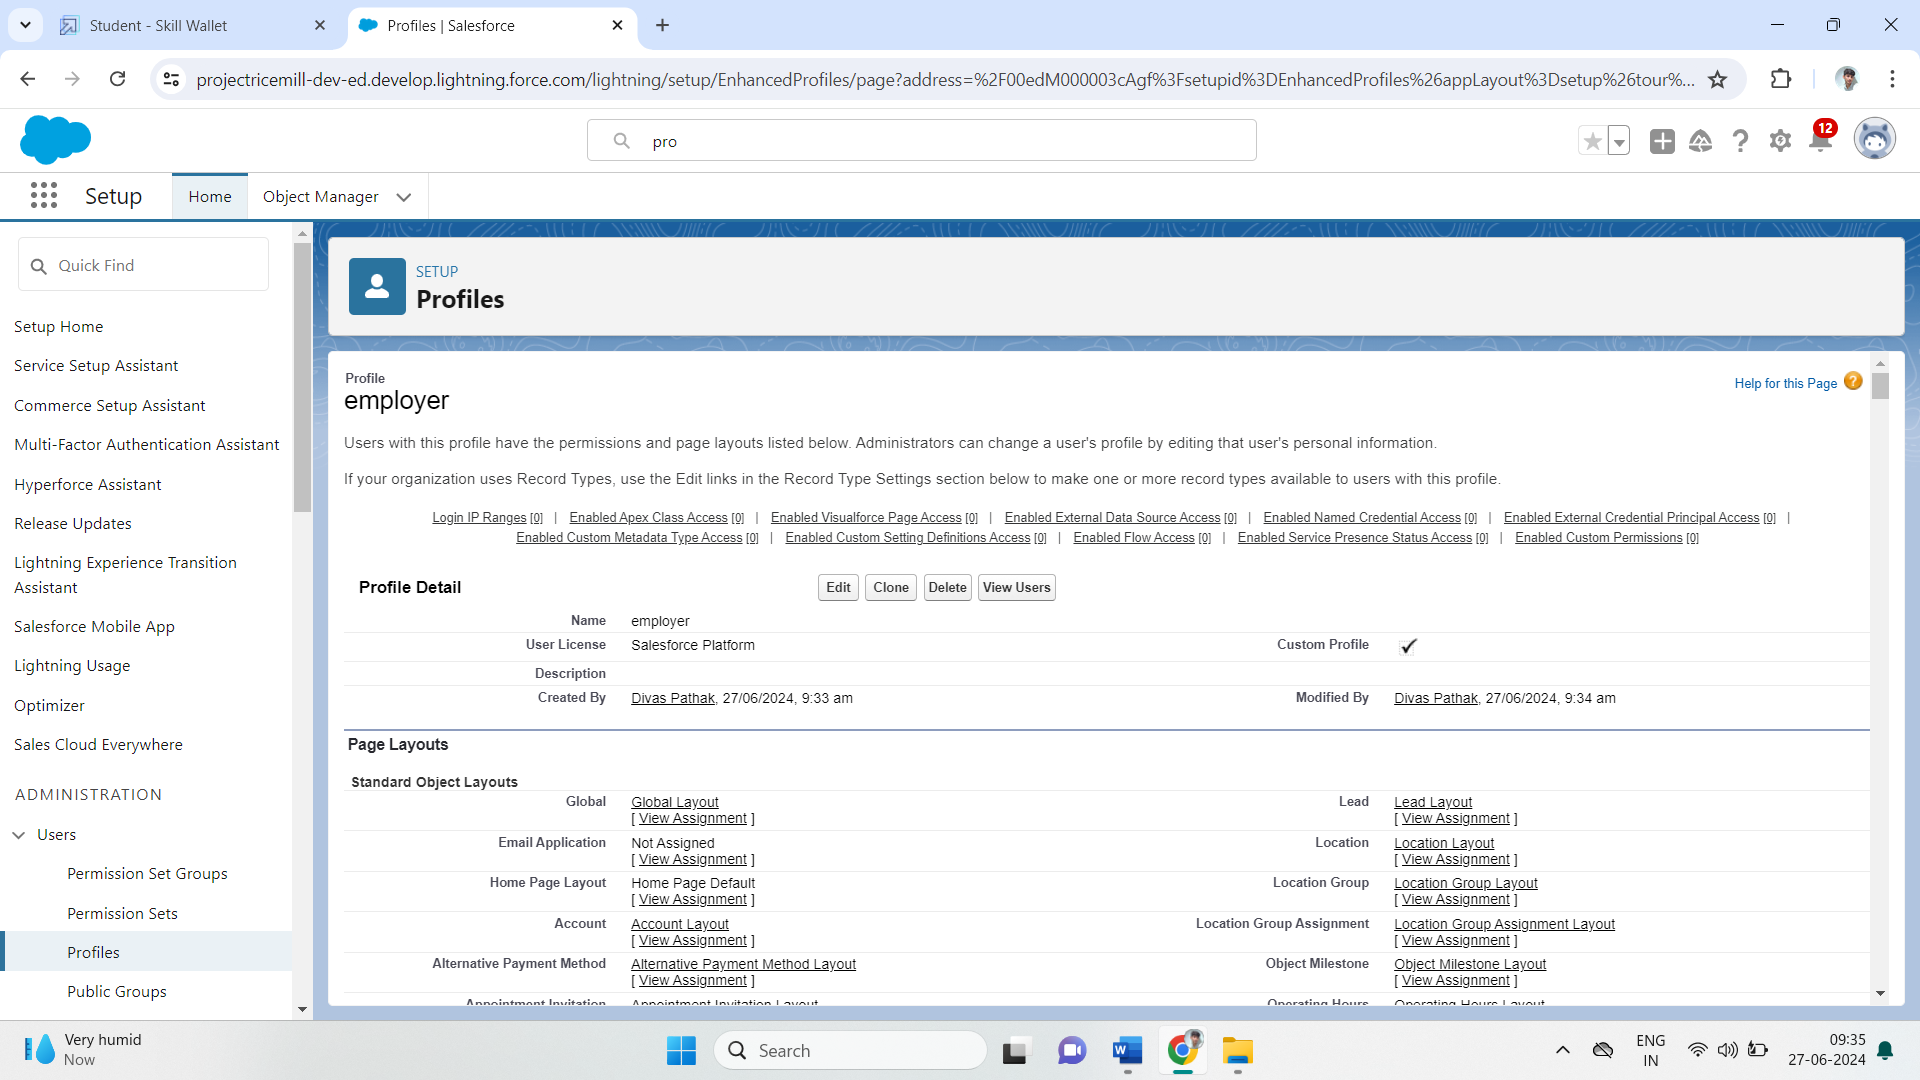 Student - Skill Wallet
Profiles | Salesforce
projectricemill-dev-ed.develop.lightning.force.com/lightning/setup/EnhancedProfiles/page?address=%2F00edM000003cAgf%3Fsetupid%3DEnhancedProfiles%26appLayout%3Dsetup%26tour%...
pro
12
Setup
Home
Object Manager
Quick Find
Setup Home
Service Setup Assistant
Commerce Setup Assistant
Multi-Factor Authentication Assistant
Hyperforce Assistant
Release Updates
Lightning Experience Transition
Assistant
Salesforce Mobile App
Lightning Usage
Optimizer
Sales Cloud Everywhere
ADMINISTRATION
Users
Permission Set Groups
Permission Sets
Profiles
Public Groups
SETUP
Profiles
Profile
employer
Help for this Page ?
Users with this profile have the permissions and page layouts listed below. Administrators can change a user's profile by editing that user's personal information.
If your organization uses Record Types, use the Edit links in the Record Type Settings section below to make one or more record types available to users with this profile.
Login IP Ranges [0] | Enabled Apex Class Access [0] | Enabled Visualforce Page Access [0] | Enabled External Data Source Access [0] | Enabled Named Credential Access [0] | Enabled External Credential Principal Access [0] |
Enabled Custom Metadata Type Access [0] | Enabled Custom Setting Definitions Access [0] | Enabled Flow Access [0] | Enabled Service Presence Status Access [0] | Enabled Custom Permissions [0]
Profile Detail Edit Clone Delete View Users
Name employer
User License Salesforce Platform Custom Profile ✓
Description
Created By Divas Pathak, 27/06/2024, 9:33 am Modified By Divas Pathak, 27/06/2024, 9:34 am
Page Layouts
Standard Object Layouts
Global Global Layout Lead Lead Layout
[ View Assignment ] [ View Assignment ]
Email Application Not Assigned Location Location Layout
[ View Assignment ] [ View Assignment ]
Home Page Layout Home Page Default Location Group Location Group Layout
[ View Assignment ] [ View Assignment ]
Account Account Layout Location Group Assignment Location Group Assignment Layout
[ View Assignment ] [ View Assignment ]
Alternative Payment Method Alternative Payment Method Layout Object Milestone Object Milestone Layout
[ View Assignment ] [ View Assignment ]
Appointment Invitation Appointment Invitation Layout Operating Hours Operating Hours Layout
Very humid
Now
Search
ENG
IN
09:35
27-06-2024